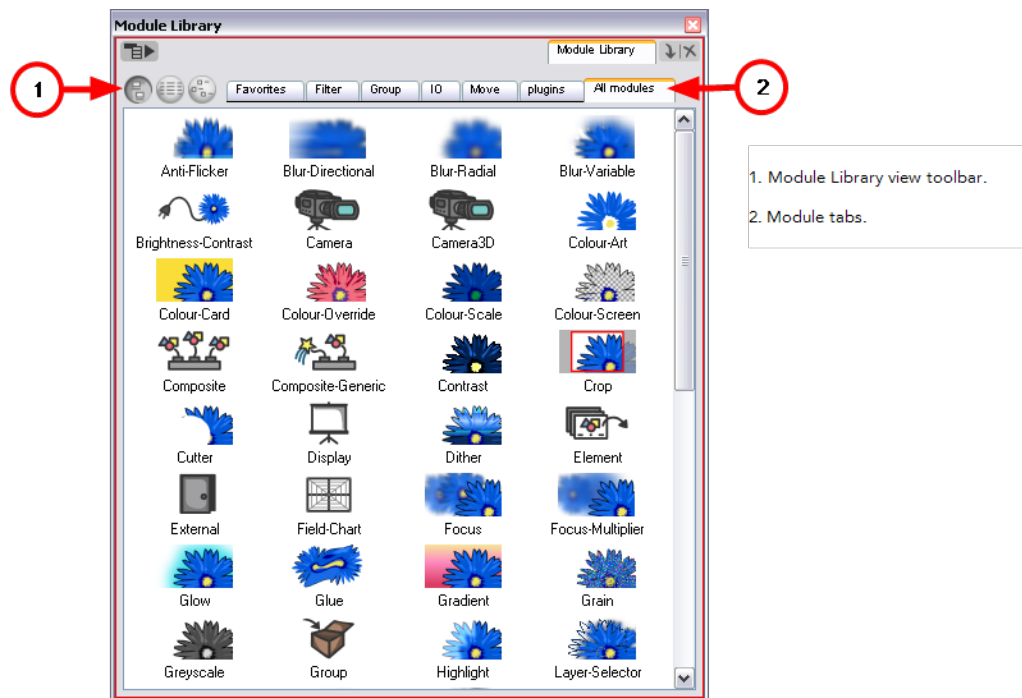 Module Library
Module Library
1
Favorites Filter Group IO Move plugins All modules
2
Anti-Flicker Blur-Directional Blur-Radial Blur-Variable
1. Module Library view toolbar.
2. Module tabs.
Brightness-Contrast Camera Camera3D Colour-Art
Colour-Card Colour-Override Colour-Scale Colour-Screen
Composite Composite-Generic Contrast Crop
Cutter Display Dither Element
External Field-Chart Focus Focus-Multiplier
Glow Glue Gradient Grain
Greyscale Group Highlight Layer-Selector